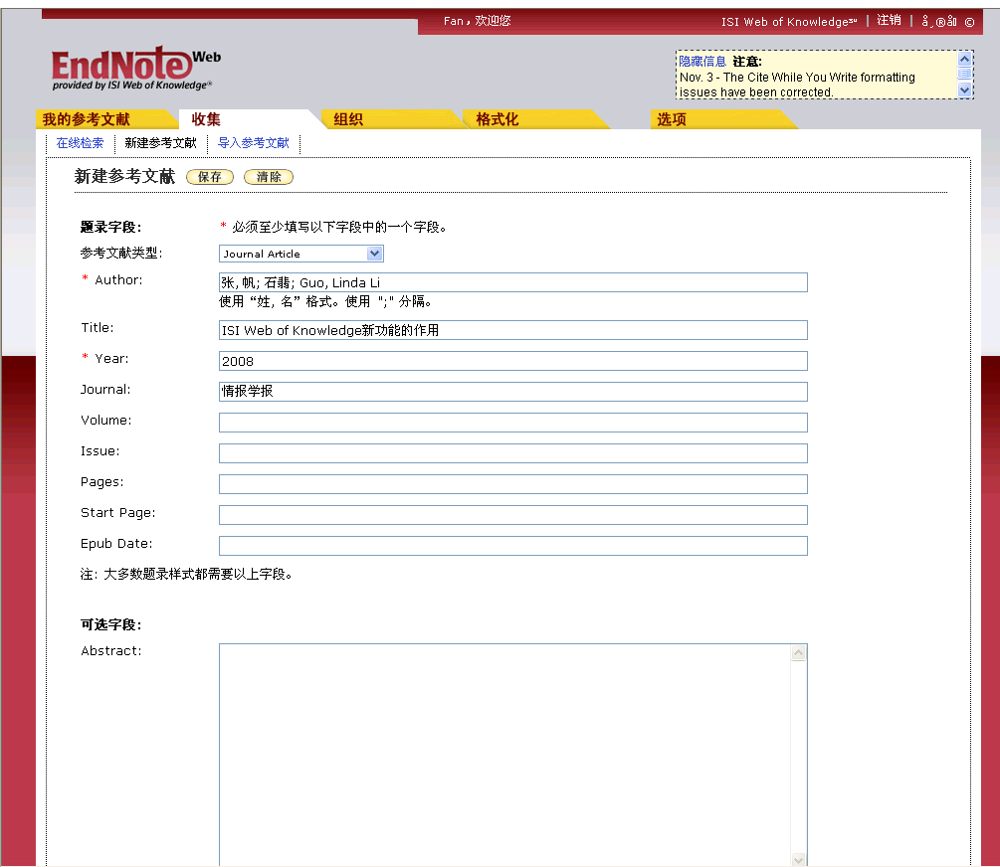 Fan，欢迎您
ISI Web of Knowledge℠ | 注销 | å¸®åŠ©
EndNote Web
provided by ISI Web of Knowledge®
隐藏信息 注意:
Nov. 3 - The Cite While You Write formatting
issues have been corrected.
我的参考文献 收集 组织 格式化 选项
在线检索 新建参考文献 导入参考文献
新建参考文献 保存 清除
题录字段: * 必须至少填写以下字段中的一个字段。
参考文献类型: Journal Article
* Author: 张, 帆; 石翡; Guo, Linda Li
使用“姓, 名”格式。使用 ";" 分隔。
Title: ISI Web of Knowledge新功能的作用
* Year: 2008
Journal: 情报学报
Volume:
Issue:
Pages:
Start Page:
Epub Date:
注: 大多数题录样式都需要以上字段。
可选字段:
Abstract: